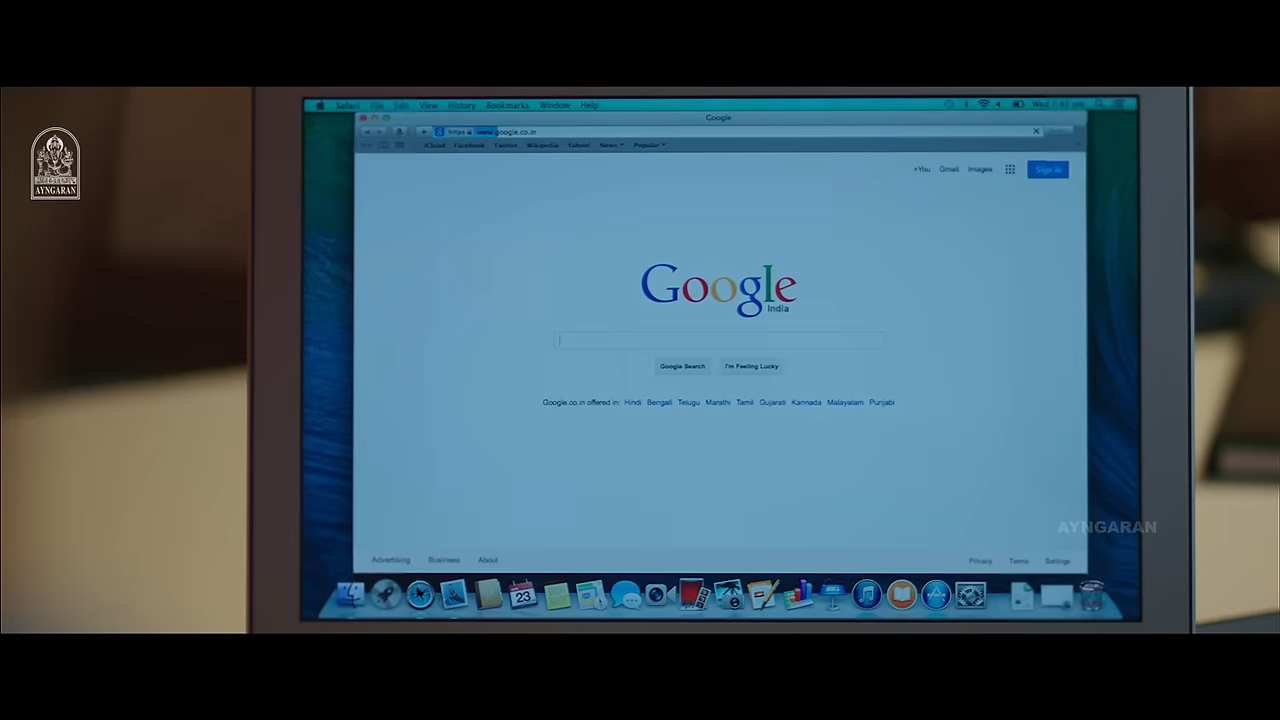 Safari File Edit View History Bookmarks Window Help
Google
https www.google.co.in
iCloud Facebook Twitter Wikipedia Yahoo! News Popular
AYNGARAN
+You Gmail Images Sign in
Google
India
Google Search I'm Feeling Lucky
Google.co.in offered in: Hindi Bengali Telugu Marathi Tamil Gujarati Kannada Malayalam Punjabi
AYNGARAN
Advertising Business About Privacy Terms Settings
23